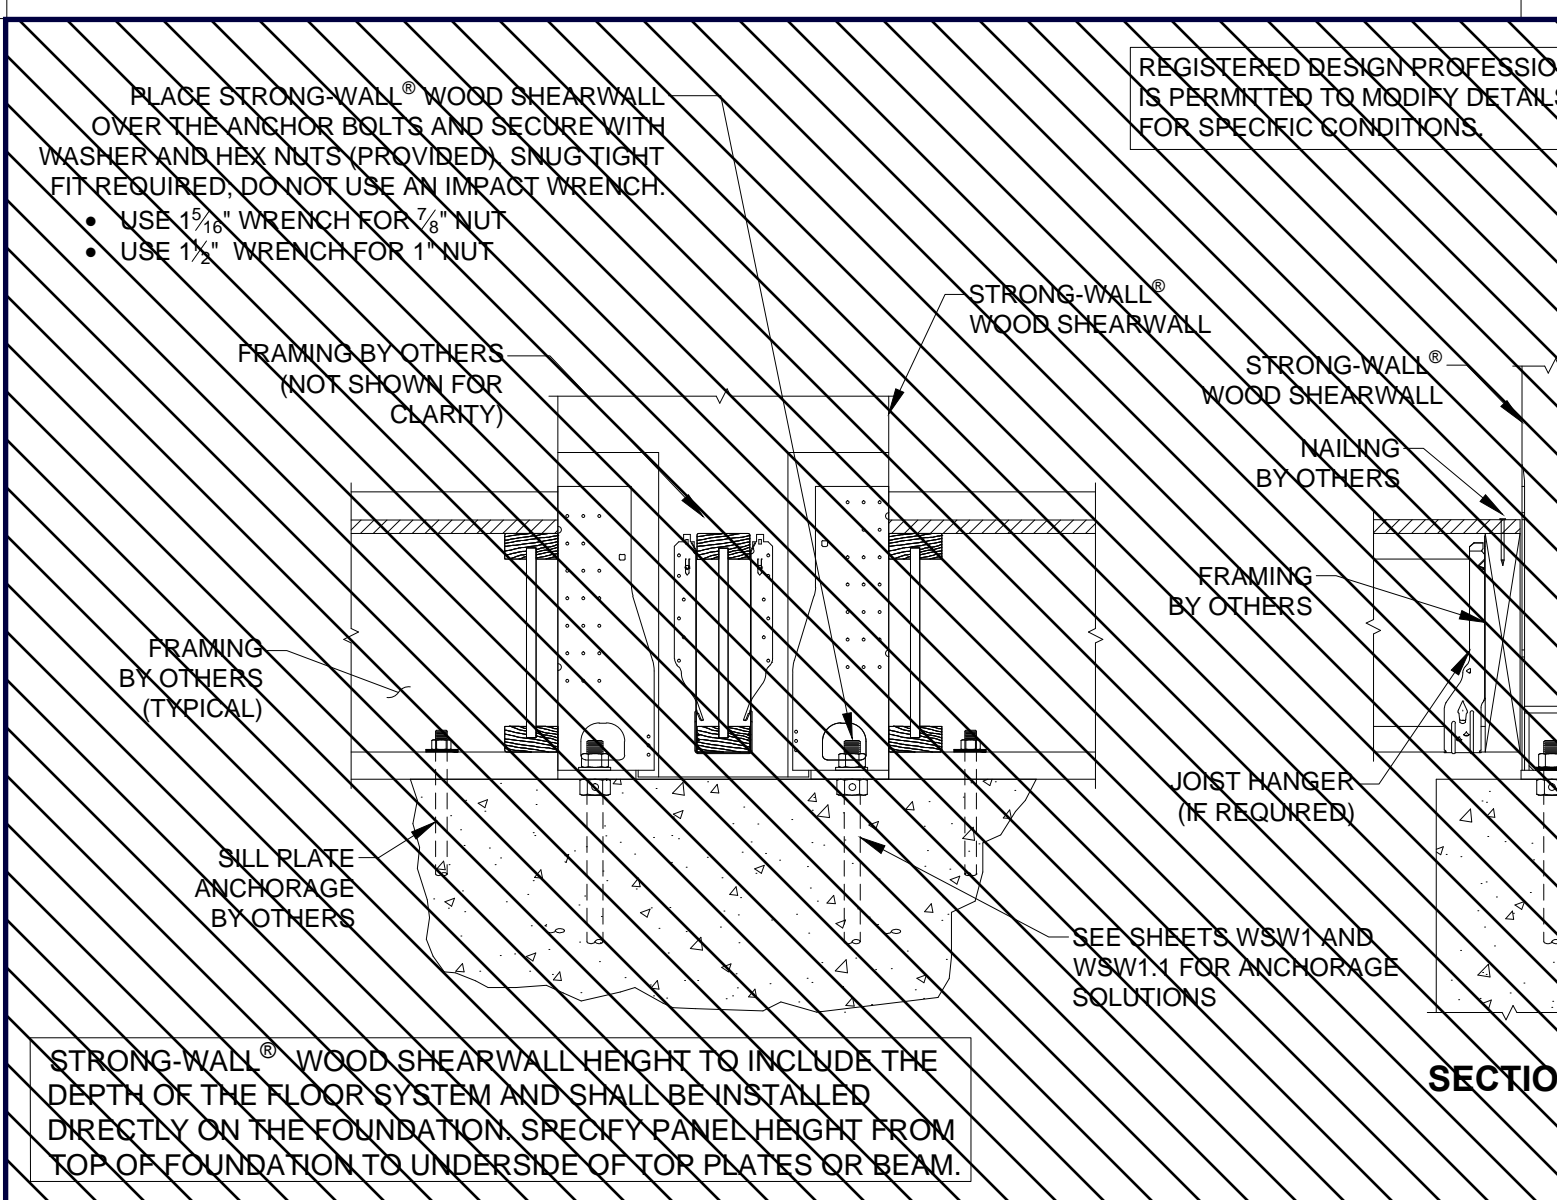 PLACE STRONG-WALL® WOOD SHEARWALL
OVER THE ANCHOR BOLTS AND SECURE WITH
WASHER AND HEX NUTS (PROVIDED). SNUG TIGHT
FIT REQUIRED; DO NOT USE AN IMPACT WRENCH.
• USE 1 5/16" WRENCH FOR 7/8" NUT
• USE 1 1/2" WRENCH FOR 1" NUT
REGISTERED DESIGN PROFESSIO
IS PERMITTED TO MODIFY DETAILS
FOR SPECIFIC CONDITIONS.
STRONG-WALL®
WOOD SHEARWALL
FRAMING BY OTHERS
(NOT SHOWN FOR
CLARITY)
STRONG-WALL®
WOOD SHEARWALL
NAILING
BY OTHERS
FRAMING
BY OTHERS
FRAMING
BY OTHERS
(TYPICAL)
JOIST HANGER
(IF REQUIRED)
SILL PLATE
ANCHORAGE
BY OTHERS
SEE SHEETS WSW1 AND
WSW1.1 FOR ANCHORAGE
SOLUTIONS
STRONG-WALL® WOOD SHEARWALL HEIGHT TO INCLUDE THE
DEPTH OF THE FLOOR SYSTEM AND SHALL BE INSTALLED
DIRECTLY ON THE FOUNDATION. SPECIFY PANEL HEIGHT FROM
TOP OF FOUNDATION TO UNDERSIDE OF TOP PLATES OR BEAM.
SECTIO